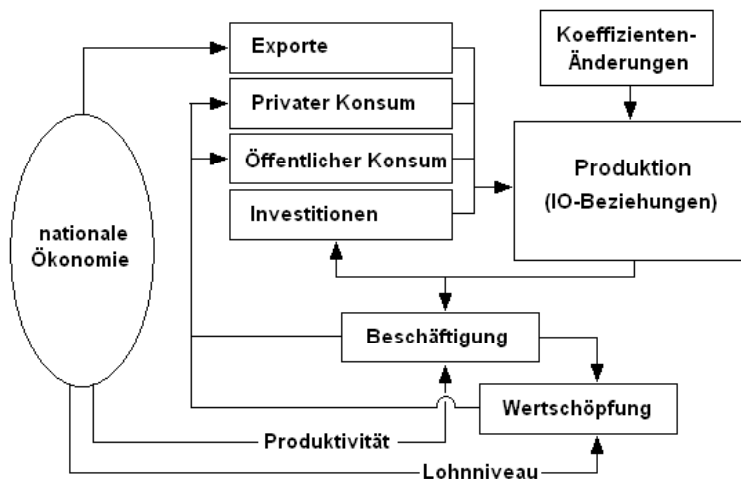 Exporte
Koeffizienten-
Änderungen
Privater Konsum
Öffentlicher Konsum
Produktion
(IO-Beziehungen)
Investitionen
nationale
Ökonomie
Beschäftigung
Wertschöpfung
Produktivität
Lohnniveau